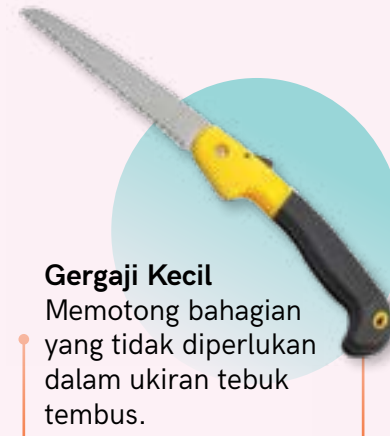 Gergaji Kecil
Memotong bahagian
yang tidak diperlukan
dalam ukiran tebuk
tembus.